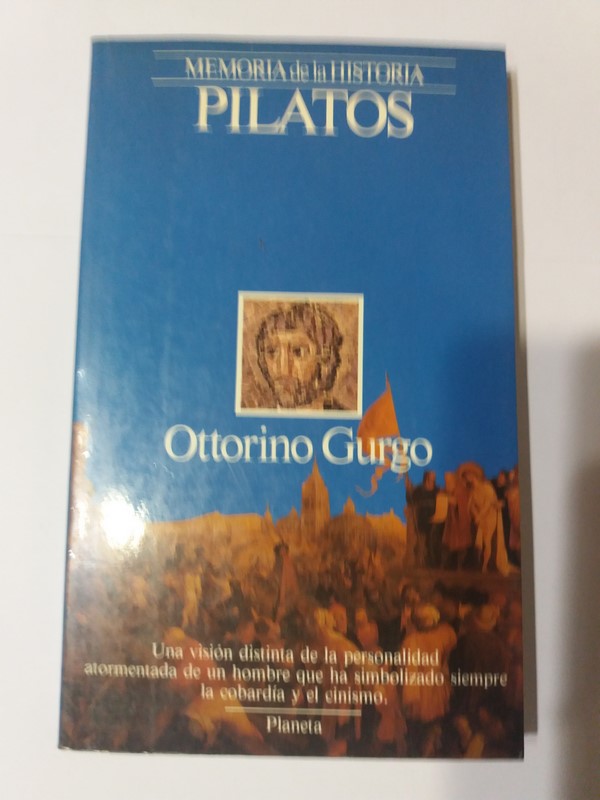 MEMORIA de la HISTORIA
PILATOS
Ottorino Gurgo
Una visión distinta de la personalidad
atormentada de un hombre que ha simbolizado siempre
la cobardía y el cinismo.
Planeta